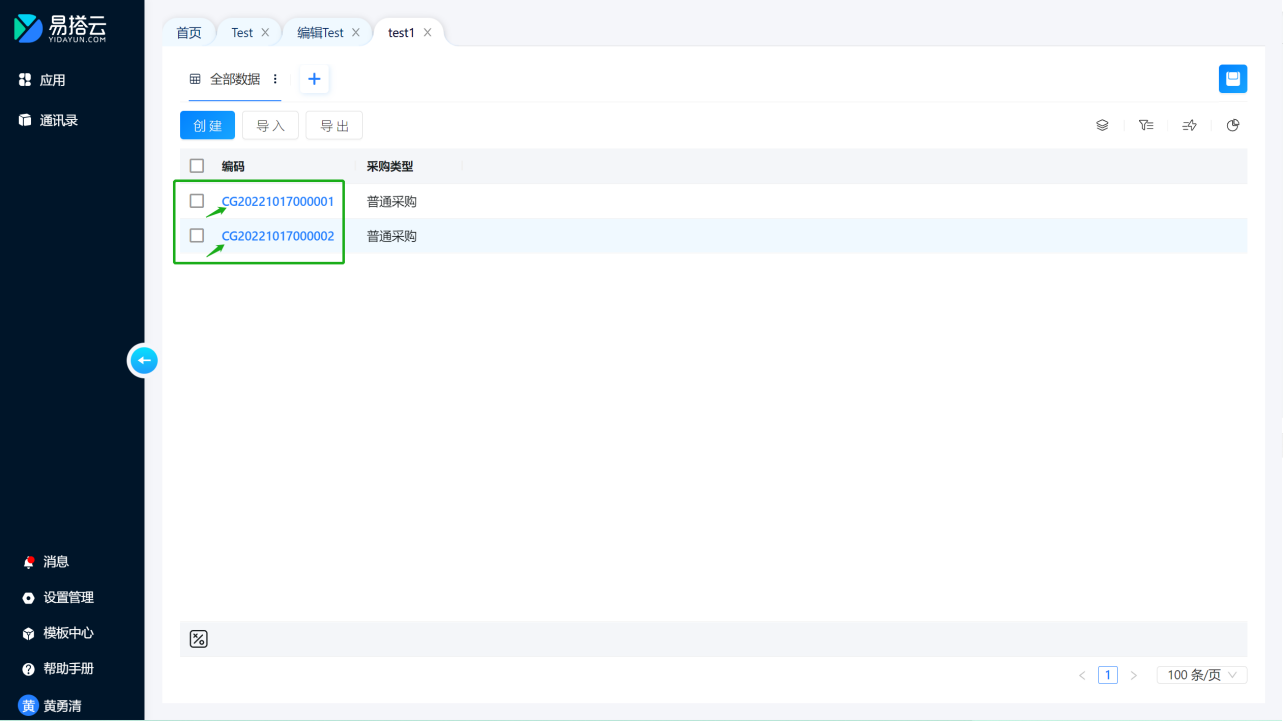 易搭云
YIDAYUN.COM
首页 Test 编辑Test test1
应用
全部数据
通讯录
创建 导入 导出
编码 采购类型
CG20221017000001 普通采购
CG20221017000002 普通采购
消息
设置管理
模板中心
帮助手册
黄 黄勇清
1 100 条/页